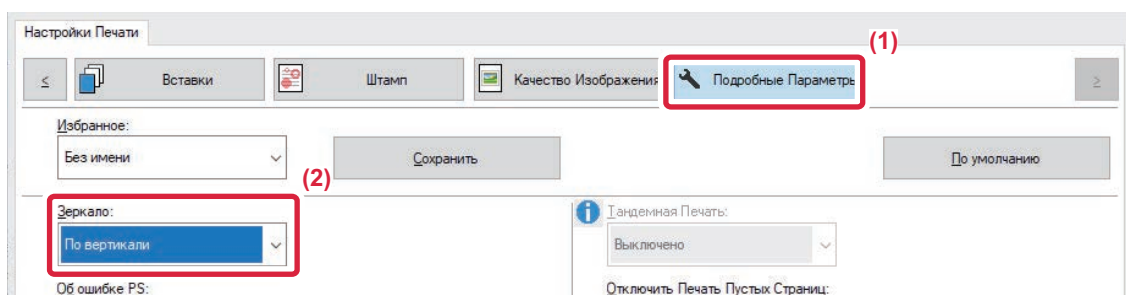 Настройки Печати
(1)
≤
Вставки
Штамп
Качество Изображения
Подробные Параметры
≥
Избранное:
Без имени
Сохранить
По умолчанию
(2)
Зеркало:
Тандемная Печать:
По вертикали
Выключено
Об ошибке PS:
Отключить Печать Пустых Страниц: